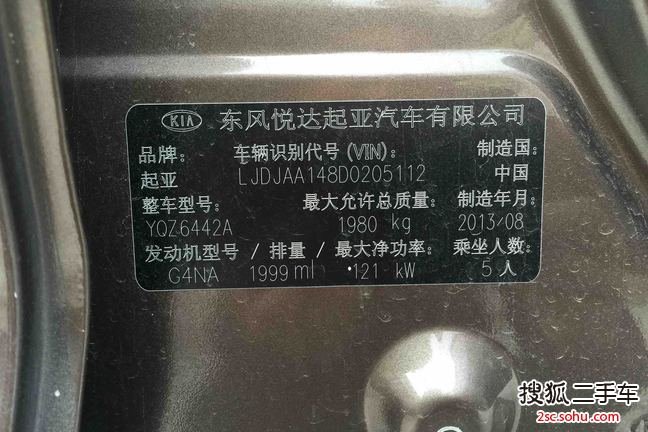 KIA 东风悦达起亚汽车有限公司
品牌: 车辆识别代号(VIN): 制造国:
起亚 LJDJAA148D0205112 中国
整车型号: 最大允许总质量: 制造年月:
YQZ6442A 1980 kg 2013/08
发动机型号 / 排量 / 最大净功率: 乘坐人数:
G4NA 1999 ml ·121 kW 5 人
搜狐二手车
2sc.sohu.com